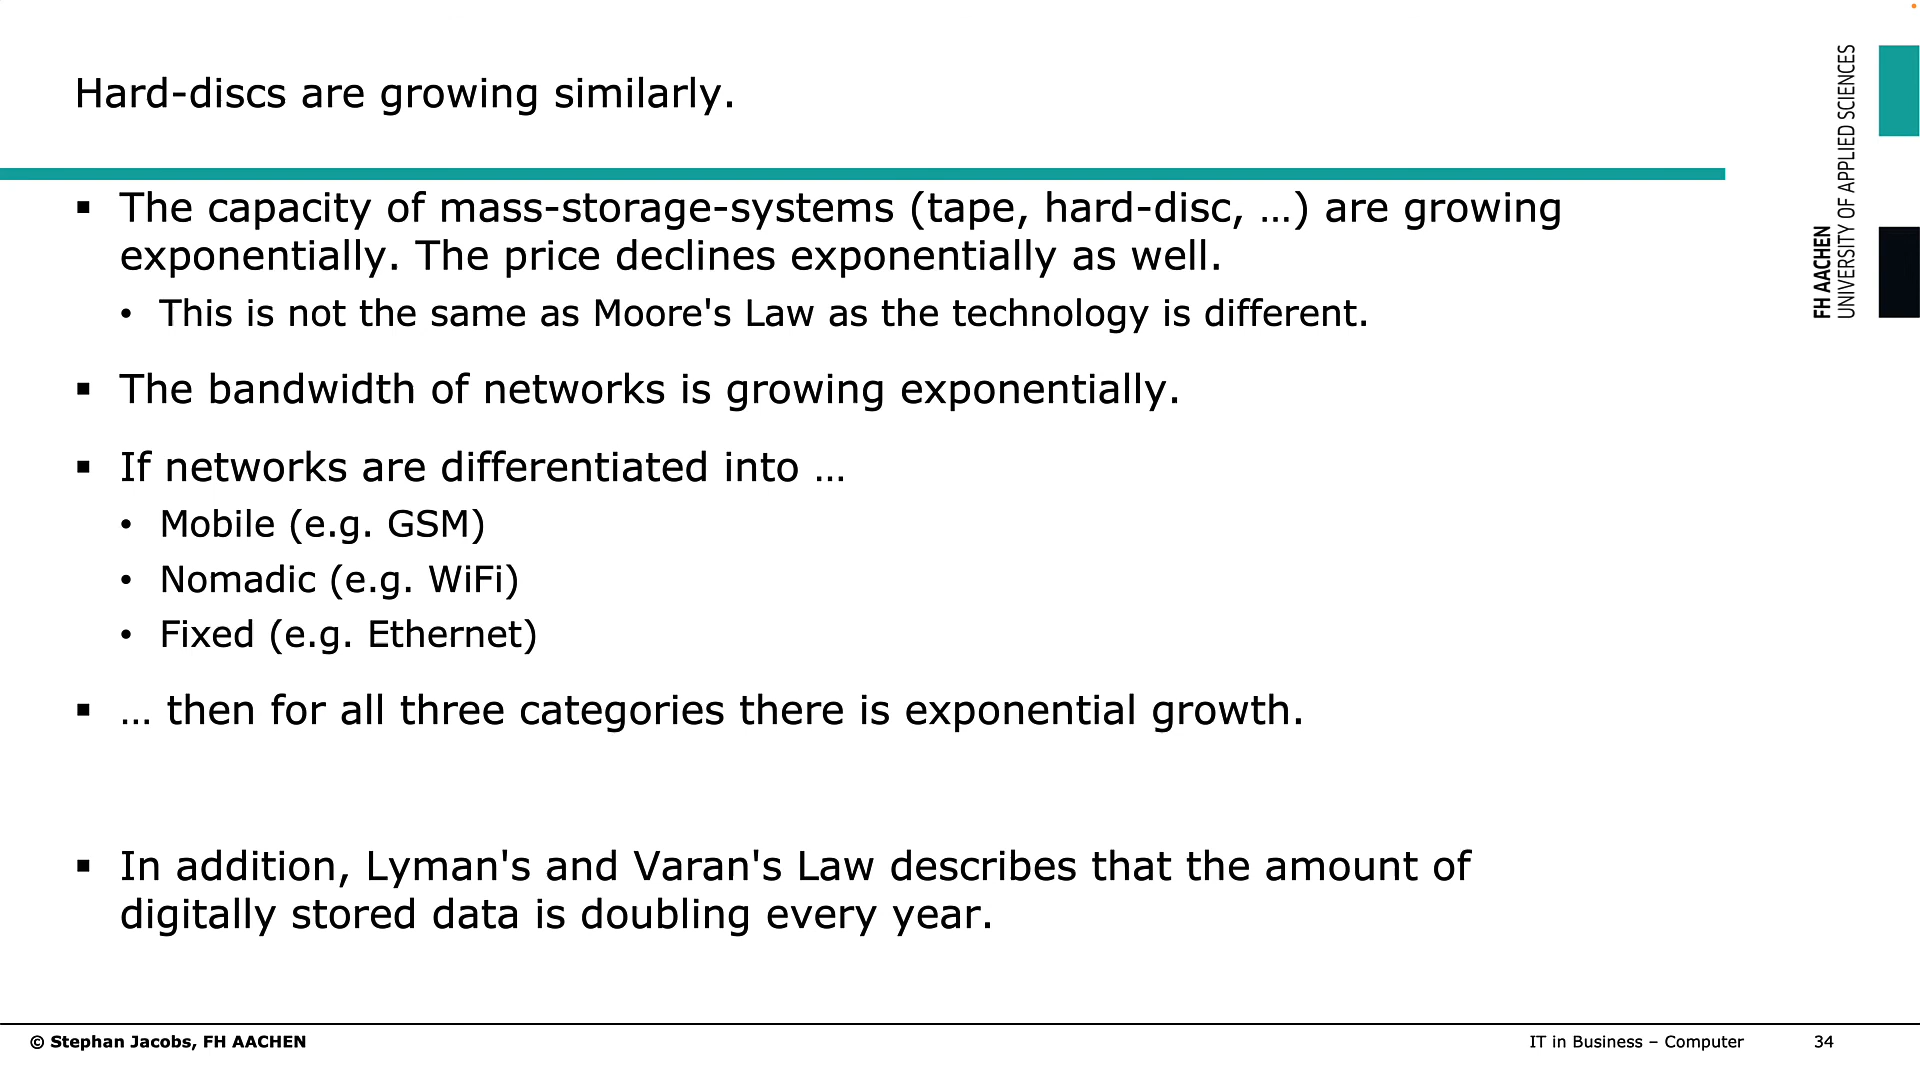 Hard-discs are growing similarly.
▪ The capacity of mass-storage-systems (tape, hard-disc, …) are growing
exponentially. The price declines exponentially as well.
• This is not the same as Moore's Law as the technology is different.
▪ The bandwidth of networks is growing exponentially.
▪ If networks are differentiated into …
• Mobile (e.g. GSM)
• Nomadic (e.g. WiFi)
• Fixed (e.g. Ethernet)
▪ … then for all three categories there is exponential growth.
▪ In addition, Lyman's and Varan's Law describes that the amount of
digitally stored data is doubling every year.
FH AACHEN
UNIVERSITY OF APPLIED SCIENCES
© Stephan Jacobs, FH AACHEN
IT in Business – Computer
34